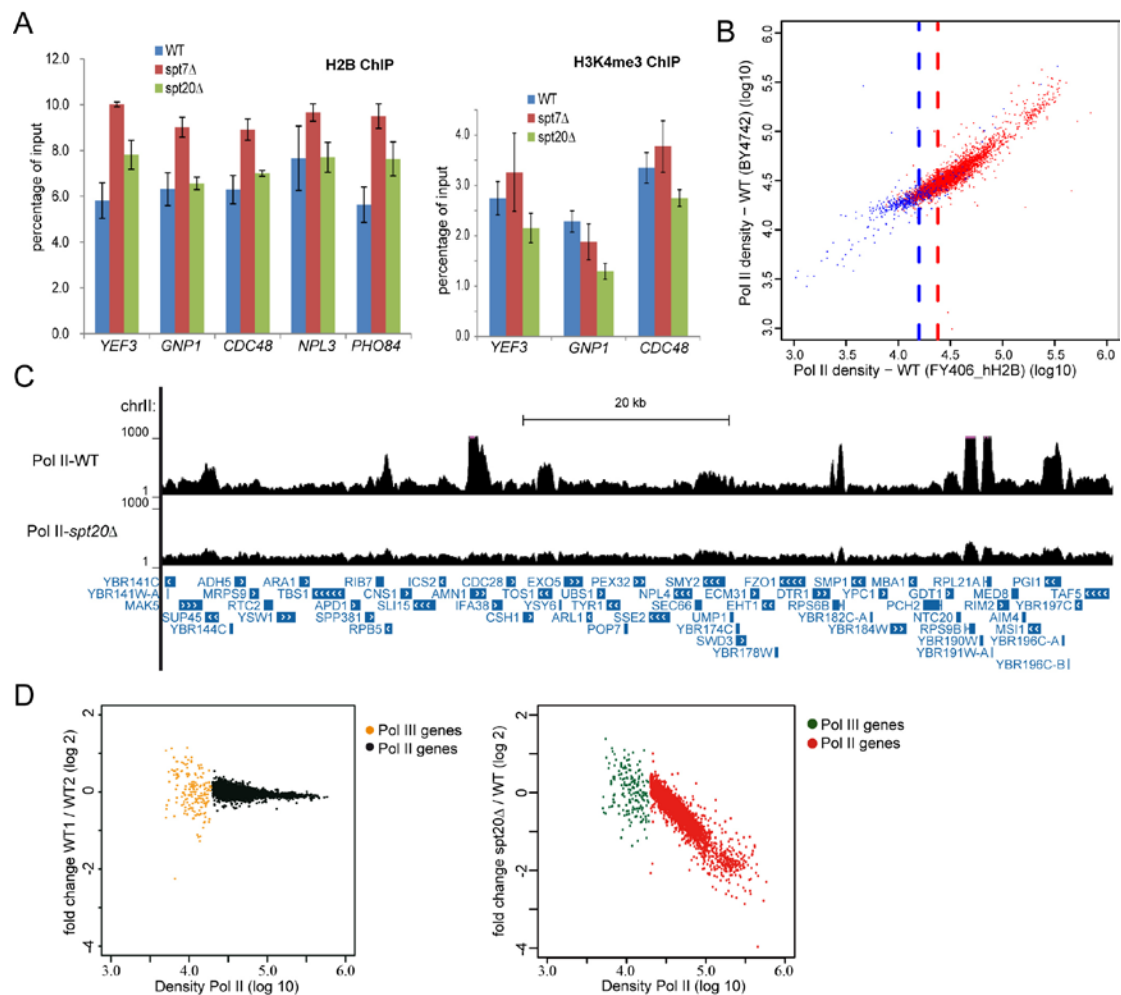 A
H2B ChIP
WT
spt7Δ
spt20Δ
percentage of input
12.0
10.0
8.0
6.0
4.0
2.0
0.0
YEF3 GNP1 CDC48 NPL3 PHO84
H3K4me3 ChIP
WT
spt7Δ
spt20Δ
percentage of input
4.0
3.0
2.0
1.0
0.0
YEF3 GNP1 CDC48
B
Pol II density – WT (BY4742) (log10)
6.0
5.5
5.0
4.5
4.0
3.5
3.0
3.0 3.5 4.0 4.5 5.0 5.5 6.0
Pol II density – WT (FY406_hH2B) (log10)
C
chrII:
20 kb
1000
Pol II-WT
1
1000
Pol II-spt20Δ
1
YBR141C ADH5 ARA1 RIB7 ICS2 CDC28 EXO5 PEX32 SMY2 FZO1 SMP1 MBA1 RPL21A PGI1
YBR141W-A MRPS9 TBS1 CNS1 AMN1 TOS1 UBS1 NPL4 ECM31 DTR1 YPC1 GDT1 MED8 TAF5
MAK5 RTC2 APD1 SLI15 IFA38 YSY6 TYR1 SEC66 EHT1 RPS6B PCH2 RIM2 YBR197C
SUP45 YSW1 SPP381 CSH1 ARL1 SSE2 UMP1 YBR182C-A NTC20 AIM4
YBR144C RPB5 POP7 YBR174C YBR184W RPS9B MSI1
SWD3 YBR190W YBR196C-A
YBR178W YBR191W-A
YBR196C-B
D
fold change WT1 / WT2 (log 2)
2
0
-2
-4
3.0 4.0 5.0 6.0
Density Pol II (log 10)
Pol III genes
Pol II genes
fold change spt20Δ / WT (log 2)
2
0
-2
-4
3.0 4.0 5.0 6.0
Density Pol II (log 10)
Pol III genes
Pol II genes